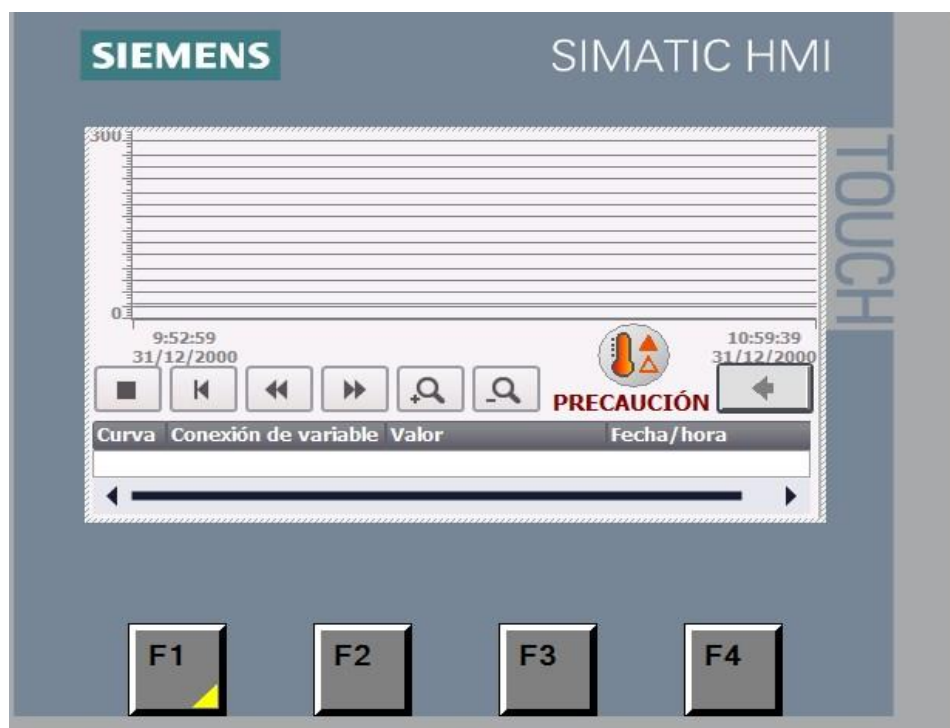 SIEMENS
SIMATIC HMI
TOUCH
300
0
9:52:59
31/12/2000
10:59:39
31/12/2000
PRECAUCIÓN
Curva Conexión de variable Valor Fecha/hora
F1 F2 F3 F4